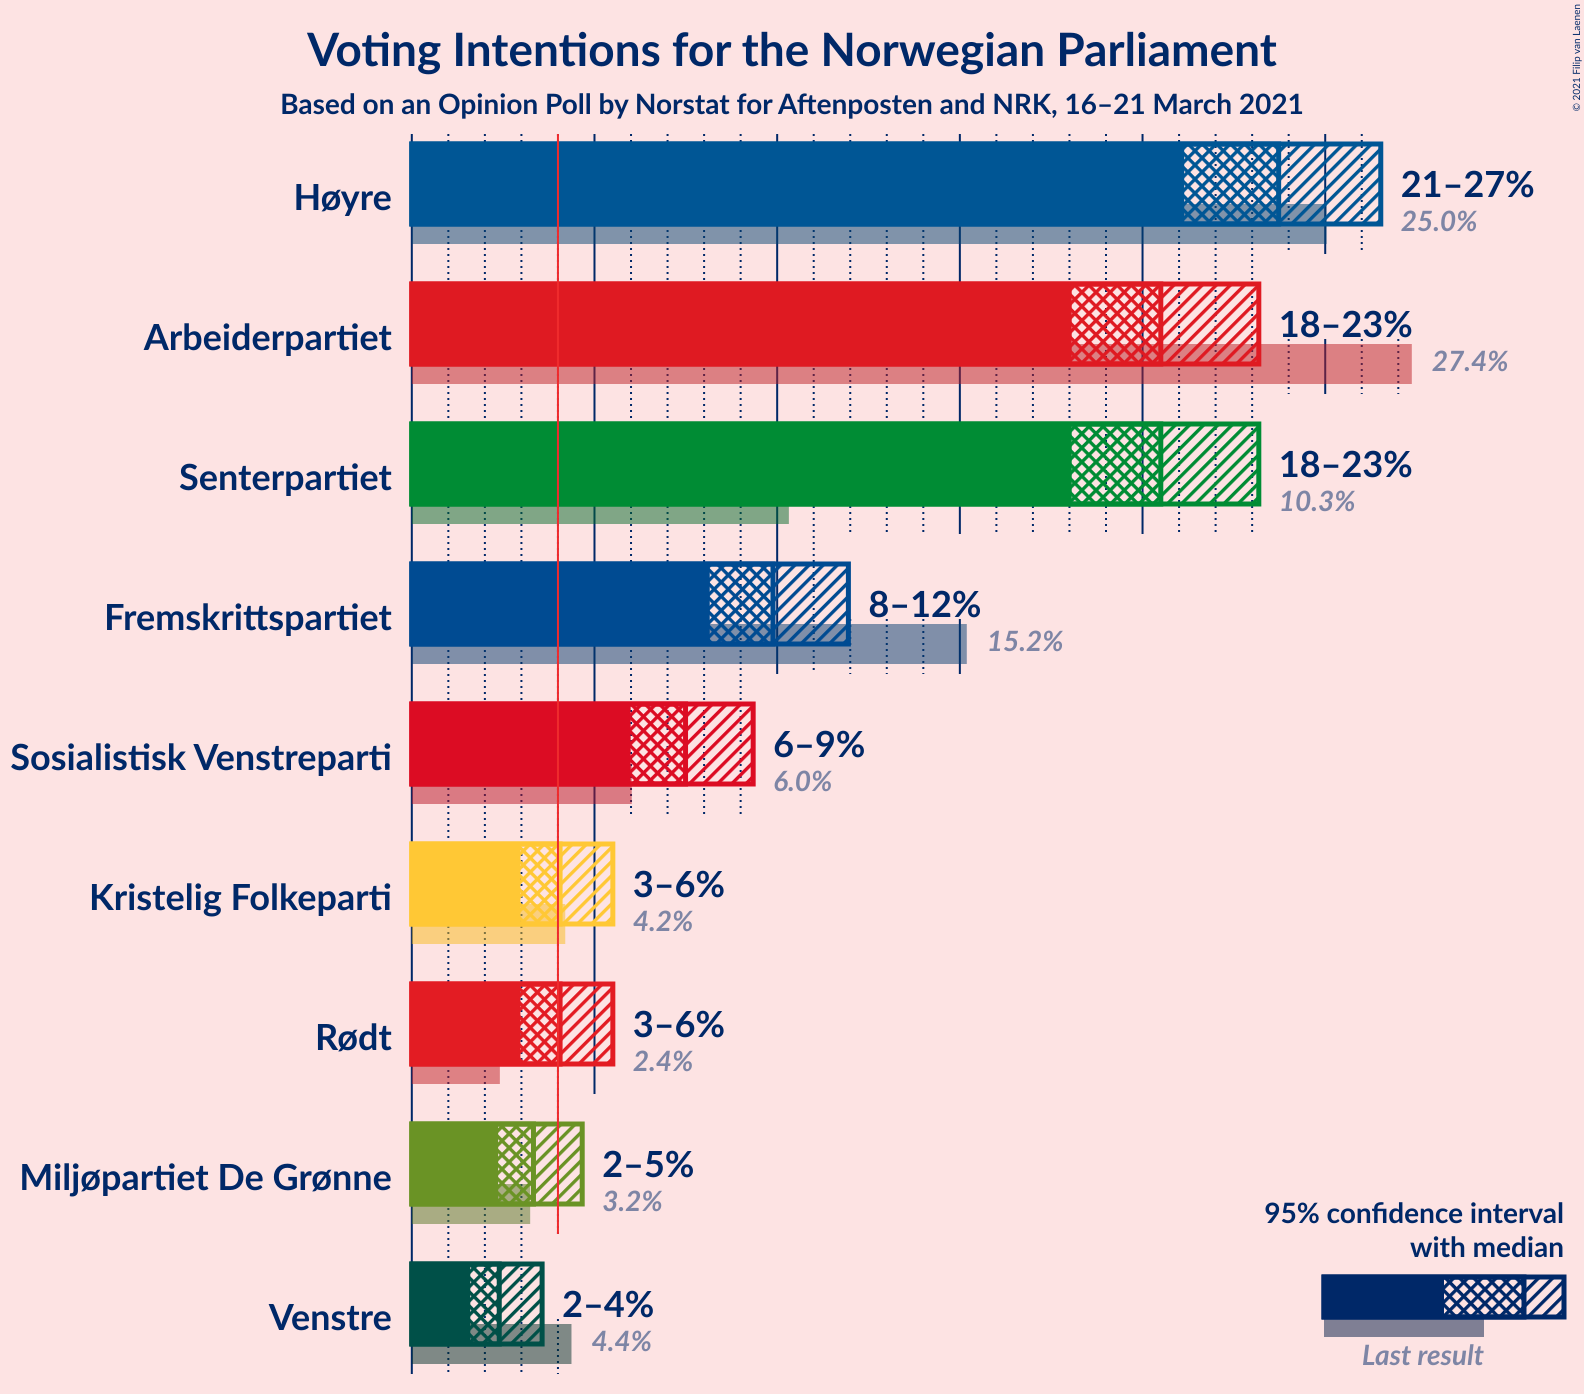 Voting Intentions for the Norwegian Parliament
Based on an Opinion Poll by Norstat for Aftenposten and NRK, 16–21 March 2021
© 2021 Filip van Laenen
Høyre
21–27%
25.0%
Arbeiderpartiet
18–23%
27.4%
Senterpartiet
18–23%
10.3%
Fremskrittspartiet
8–12%
15.2%
Sosialistisk Venstreparti
6–9%
6.0%
Kristelig Folkeparti
3–6%
4.2%
Rødt
3–6%
2.4%
Miljøpartiet De Grønne
2–5%
3.2%
Venstre
2–4%
4.4%
95% confidence interval
with median
Last result